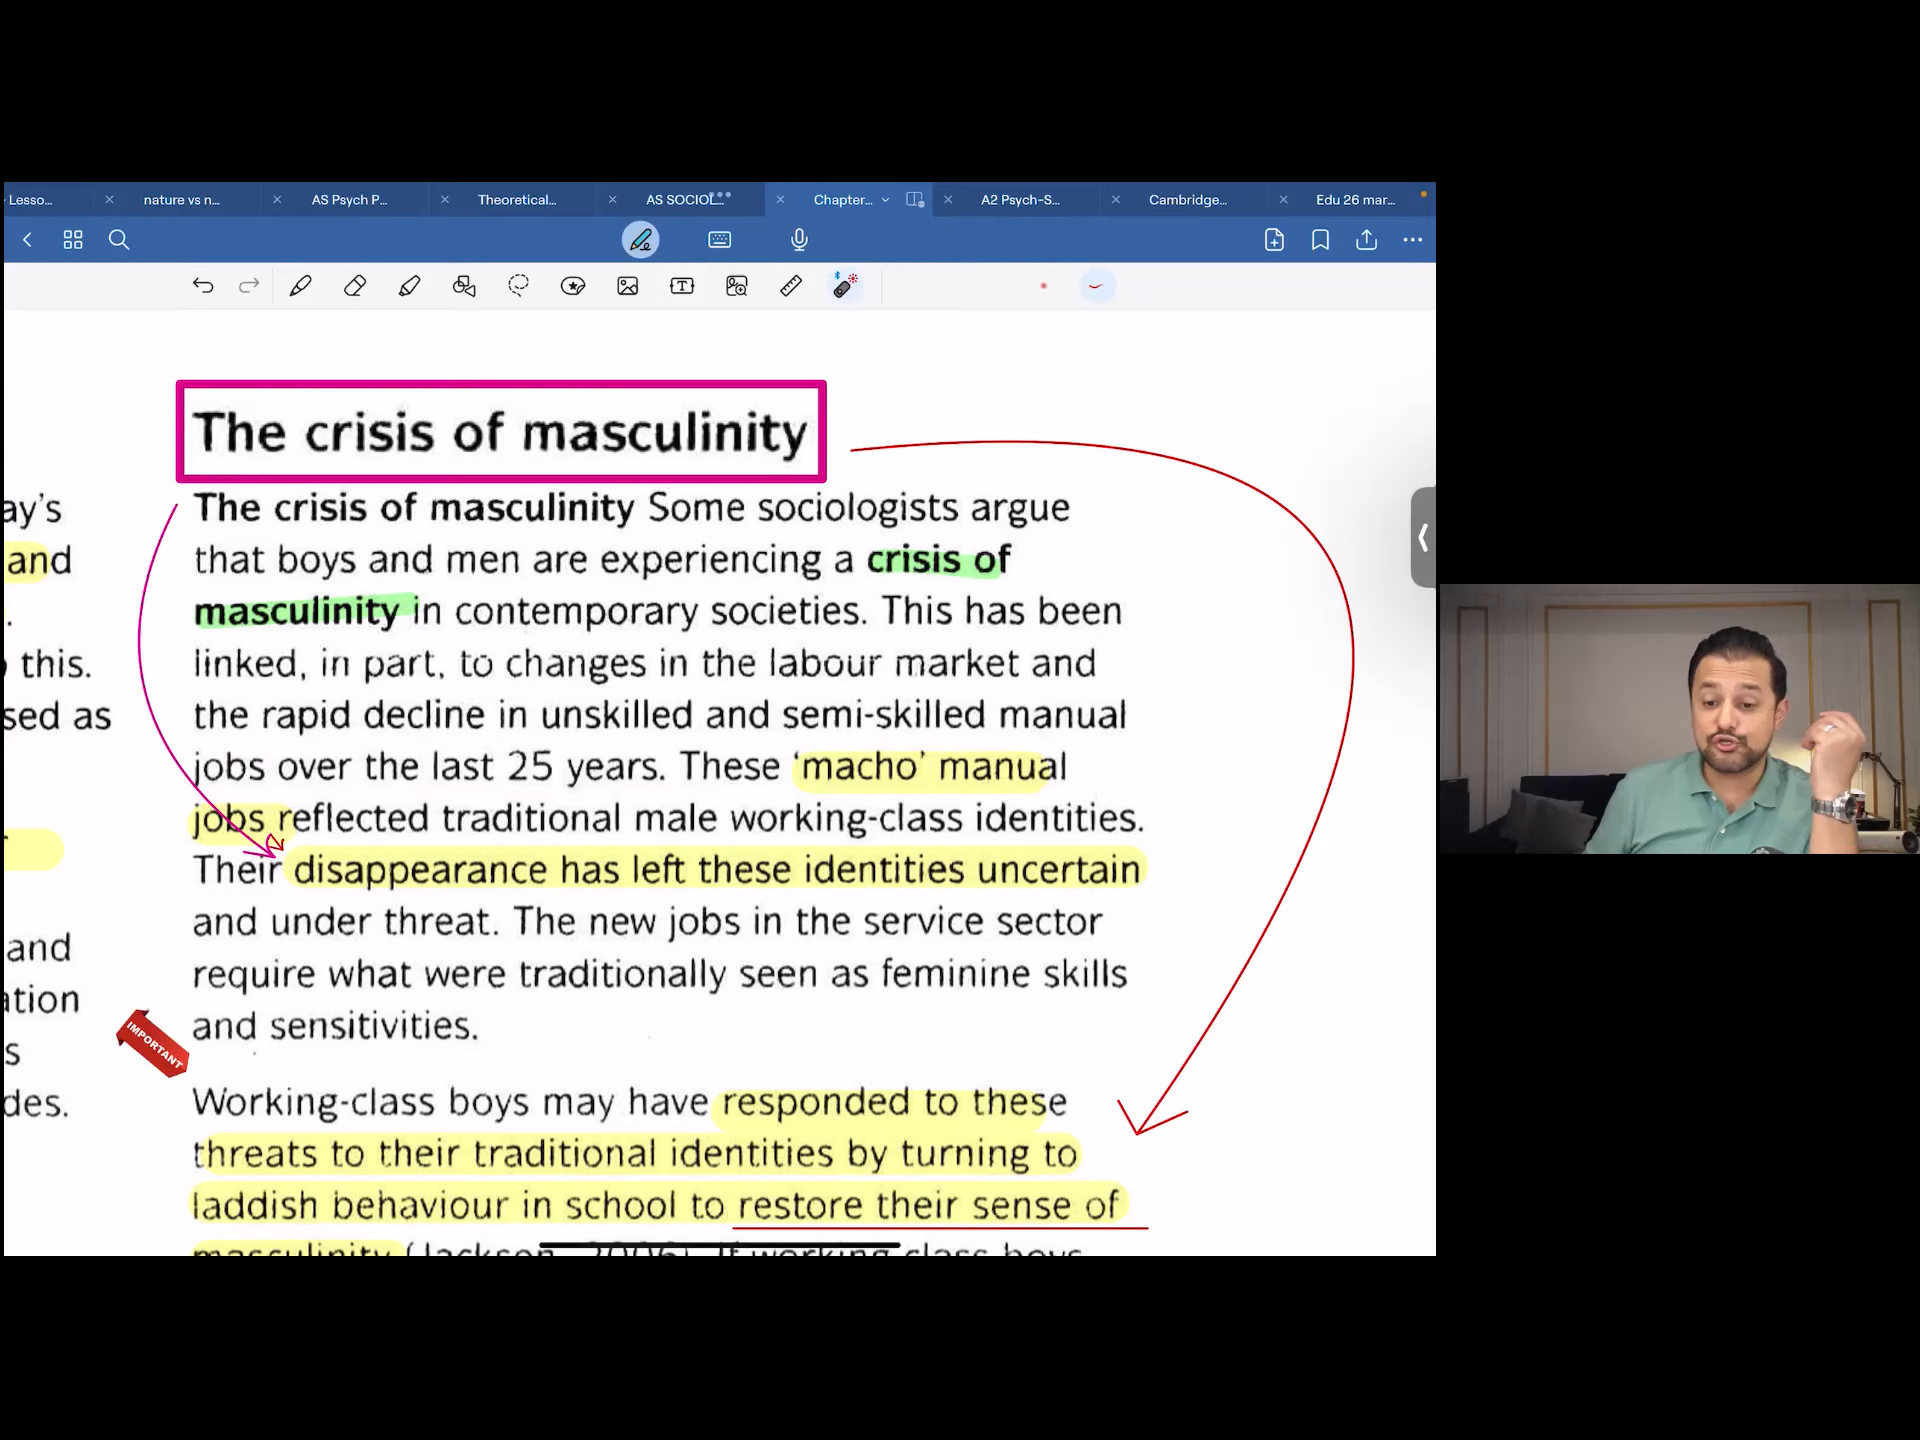 Lesso...
nature vs n...
AS Psych P...
Theoretical...
AS SOCIOL...
Chapter...
A2 Psych-S...
Cambridge...
Edu 26 mar...
The crisis of masculinity
ay's
and
.
this.
sed as
and
ation
s
des.
The crisis of masculinity Some sociologists argue
that boys and men are experiencing a crisis of
masculinity in contemporary societies. This has been
linked, in part, to changes in the labour market and
the rapid decline in unskilled and semi-skilled manual
jobs over the last 25 years. These 'macho' manual
jobs reflected traditional male working-class identities.
Their disappearance has left these identities uncertain
and under threat. The new jobs in the service sector
require what were traditionally seen as feminine skills
and sensitivities.
IMPORTANT
Working-class boys may have responded to these
threats to their traditional identities by turning to
laddish behaviour in school to restore their sense of
masculinity (Jackson, 2006). If working class boys